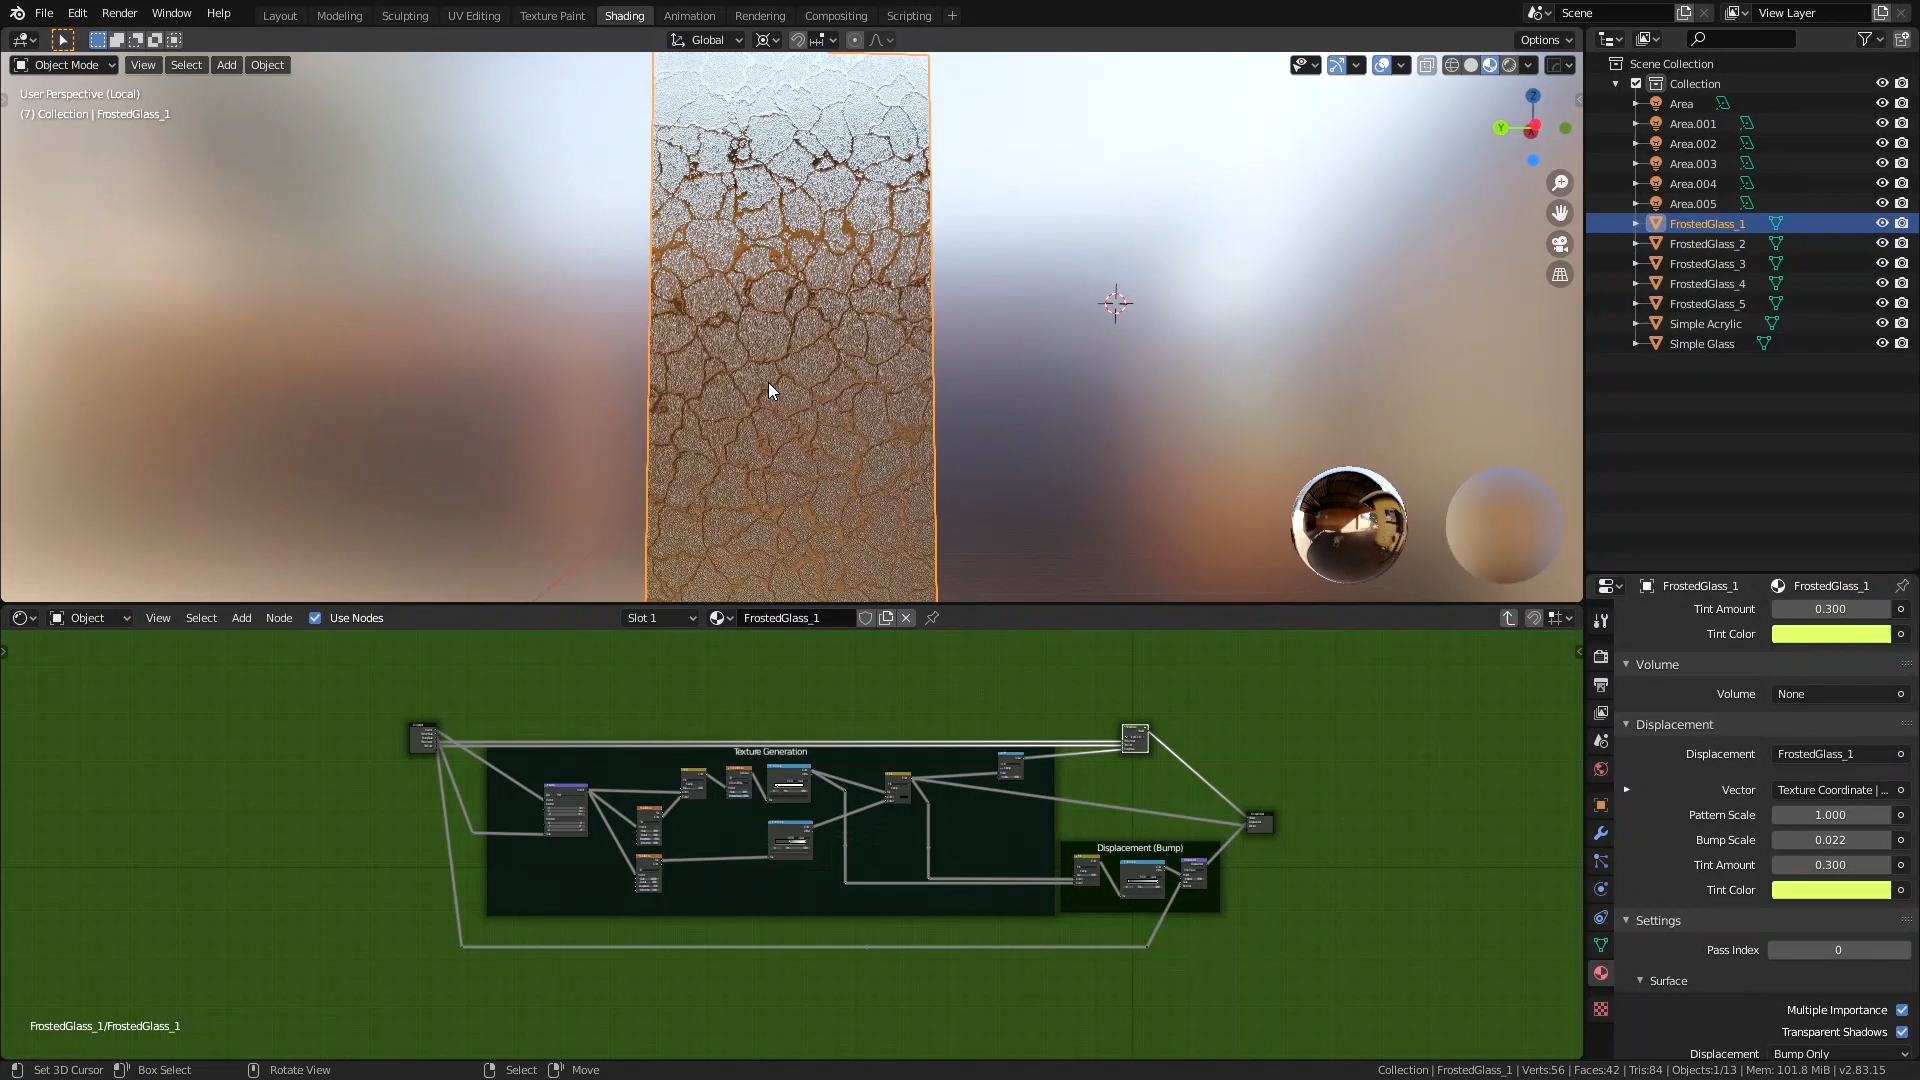 File Edit Render Window Help
Layout Modeling Sculpting UV Editing Texture Paint Shading Animation Rendering Compositing Scripting +
Scene
View Layer
Global
Options
Object Mode View Select Add Object
User Perspective (Local)
(7) Collection | FrostedGlass_1
Z
Y
Scene Collection
Collection
Area
Area.001
Area.002
Area.003
Area.004
Area.005
FrostedGlass_1
FrostedGlass_2
FrostedGlass_3
FrostedGlass_4
FrostedGlass_5
Simple Acrylic
Simple Glass
FrostedGlass_1 FrostedGlass_1
Tint Amount 0.300
Tint Color
Volume
Volume None
Displacement
Displacement FrostedGlass_1
Vector Texture Coordinate | ...
Pattern Scale 1.000
Bump Scale 0.022
Tint Amount 0.300
Tint Color
Settings
Pass Index 0
Surface
Multiple Importance
Transparent Shadows
Displacement Bump Only
Object View Select Add Node Use Nodes Slot 1 FrostedGlass_1
Texture Generation
Displacement (Bump)
FrostedGlass_1/FrostedGlass_1
Set 3D Cursor Box Select Rotate View Select Move
Collection | FrostedGlass_1 | Verts:56 | Faces:42 | Tris:84 | Objects:1/13 | Mem: 101.8 MiB | v2.83.15